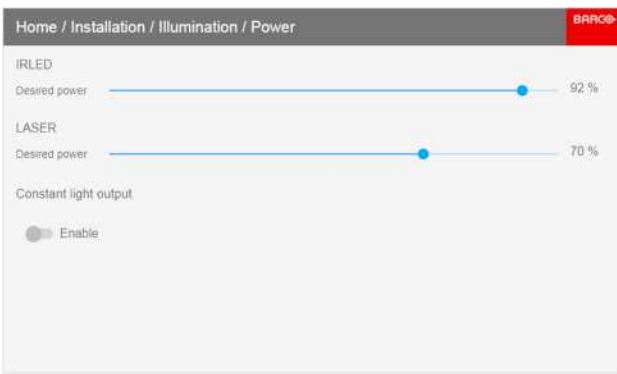 Home / Installation / Illumination / Power
BARCO
IRLED
Desired power 92 %
LASER
Desired power 70 %
Constant light output
Enable